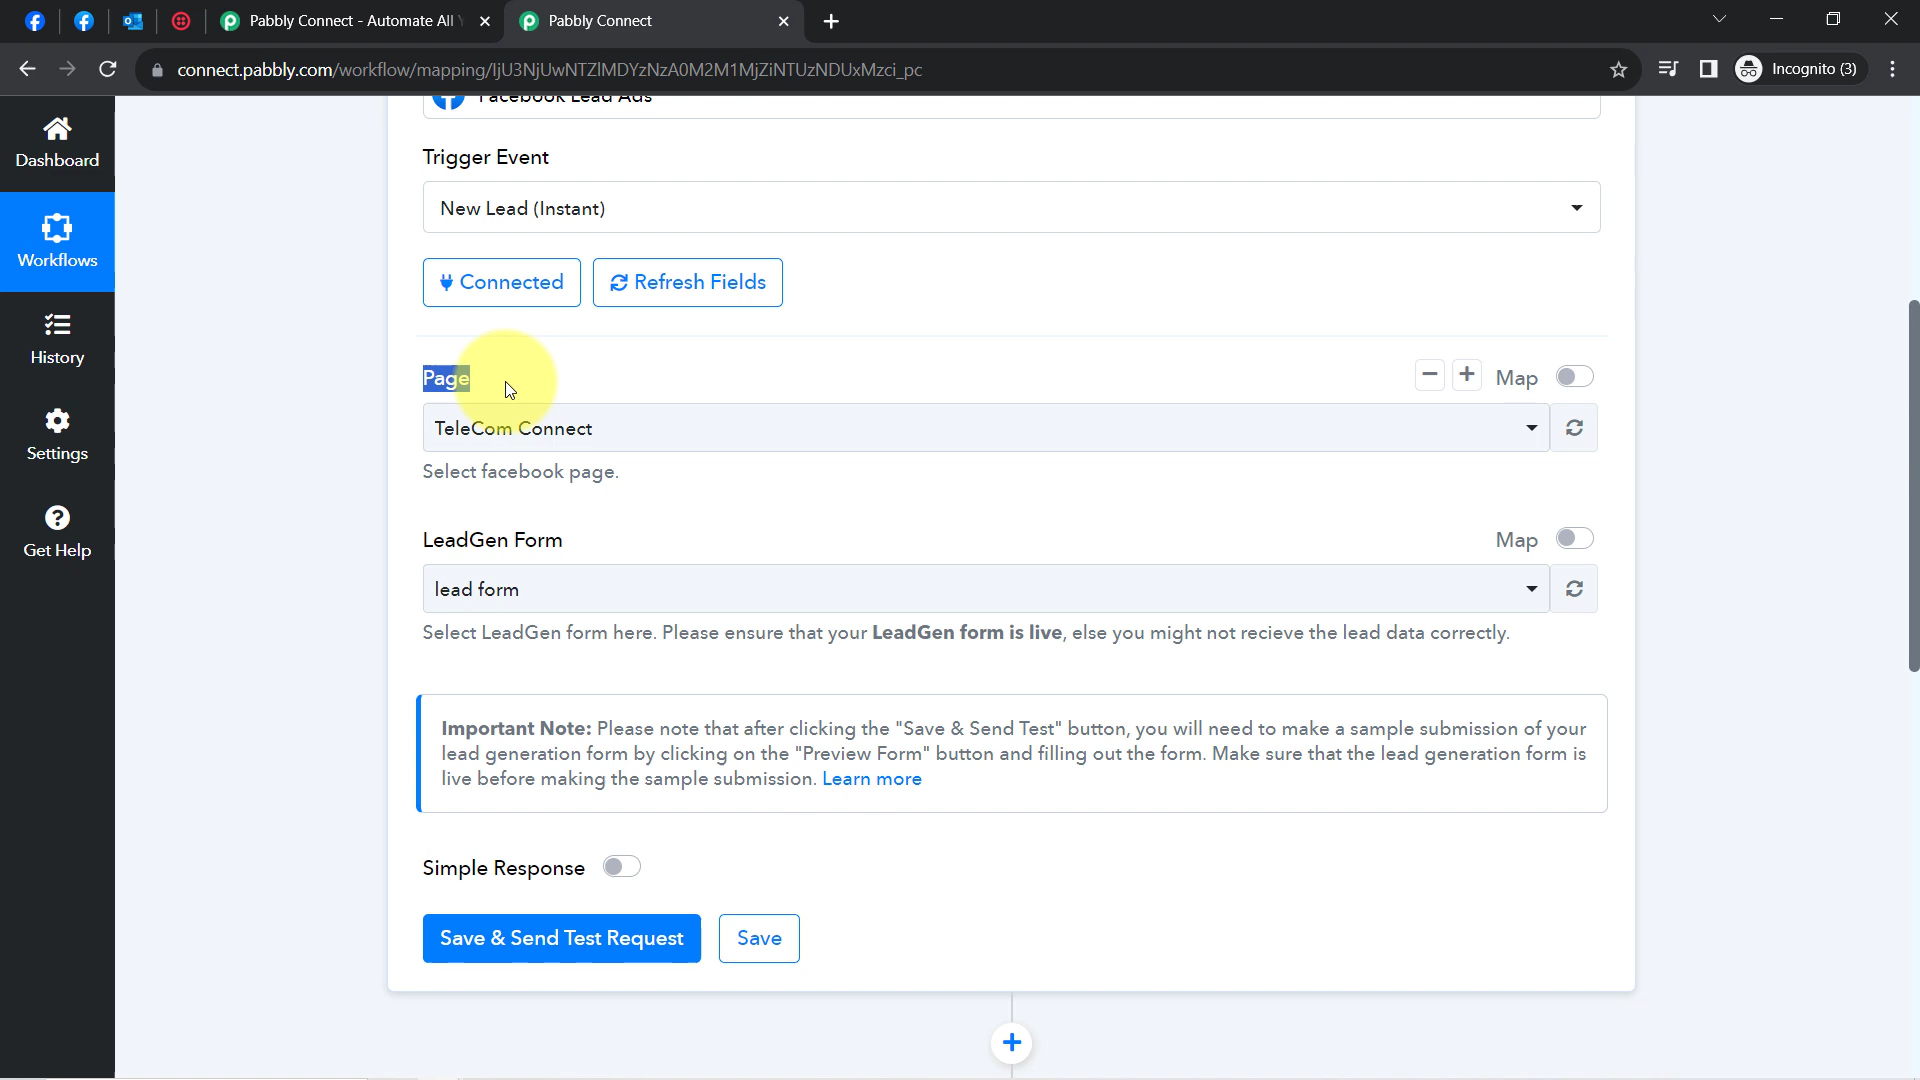 Pabbly Connect - Automate All
Pabbly Connect
connect.pabbly.com/workflow/mapping/IjU3NjUwNTZlMDYzNzA0M2M1MjZiNTUzNDUxMzci_pc
Incognito (3)
Dashboard
Workflows
History
Settings
Get Help
Facebook Lead Ads
Trigger Event
New Lead (Instant)
Connected
Refresh Fields
Page
Map
TeleCom Connect
Select facebook page.
LeadGen Form
Map
lead form
Select LeadGen form here. Please ensure that your LeadGen form is live, else you might not recieve the lead data correctly.
Important Note: Please note that after clicking the "Save & Send Test" button, you will need to make a sample submission of your
lead generation form by clicking on the "Preview Form" button and filling out the form. Make sure that the lead generation form is
live before making the sample submission. Learn more
Simple Response
Save & Send Test Request
Save